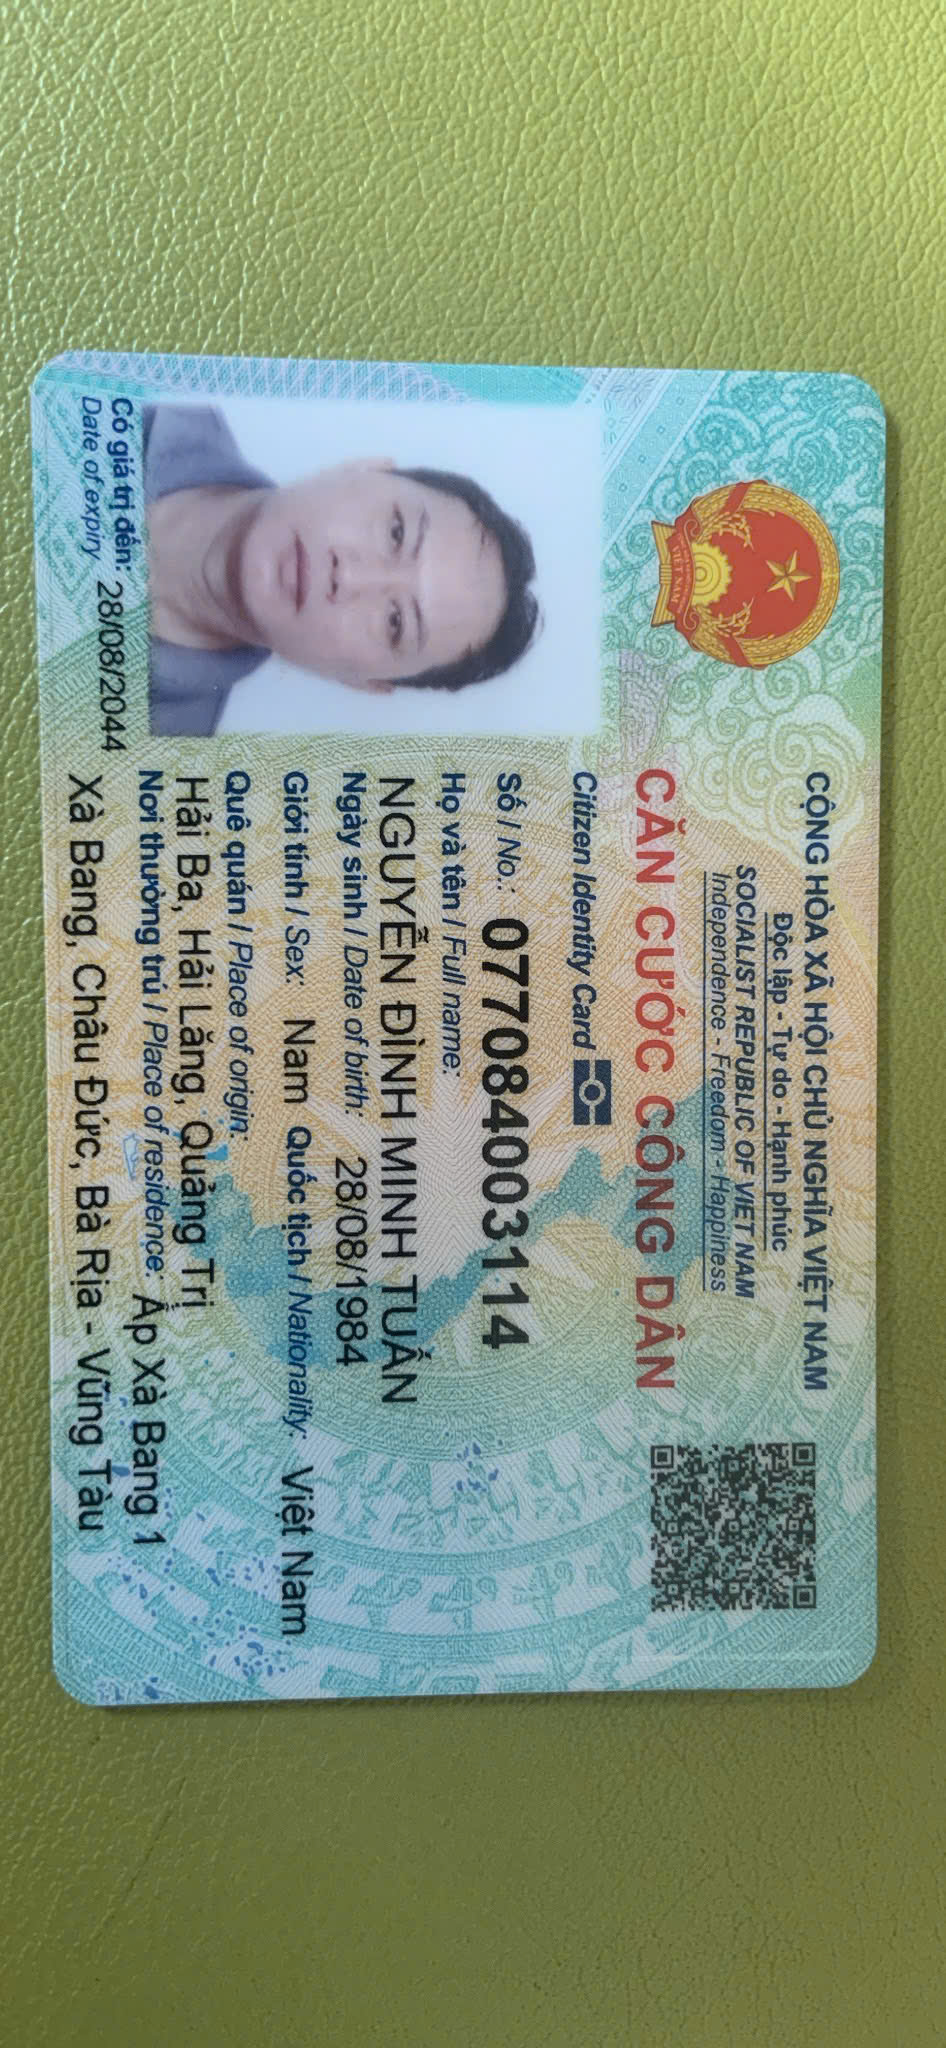 CỘNG HÒA XÃ HỘI CHỦ NGHĨA VIỆT NAM
Độc lập - Tự do - Hạnh phúc
SOCIALIST REPUBLIC OF VIET NAM
Independence - Freedom - Happiness
CĂN CƯỚC CÔNG DÂN
Citizen Identity Card
Số / No.: 077084003114
Họ và tên / Full name:
NGUYỄN ĐÌNH MINH TUẤN
Ngày sinh / Date of birth: 28/08/1984
Giới tính / Sex: Nam Quốc tịch / Nationality: Việt Nam
Quê quán / Place of origin:
Hải Ba, Hải Lăng, Quảng Trị
Nơi thường trú / Place of residence: Ấp Xà Bang 1
Xà Bang, Châu Đức, Bà Rịa - Vũng Tàu
Có giá trị đến: 28/08/2044
Date of expiry
VIỆT NAM